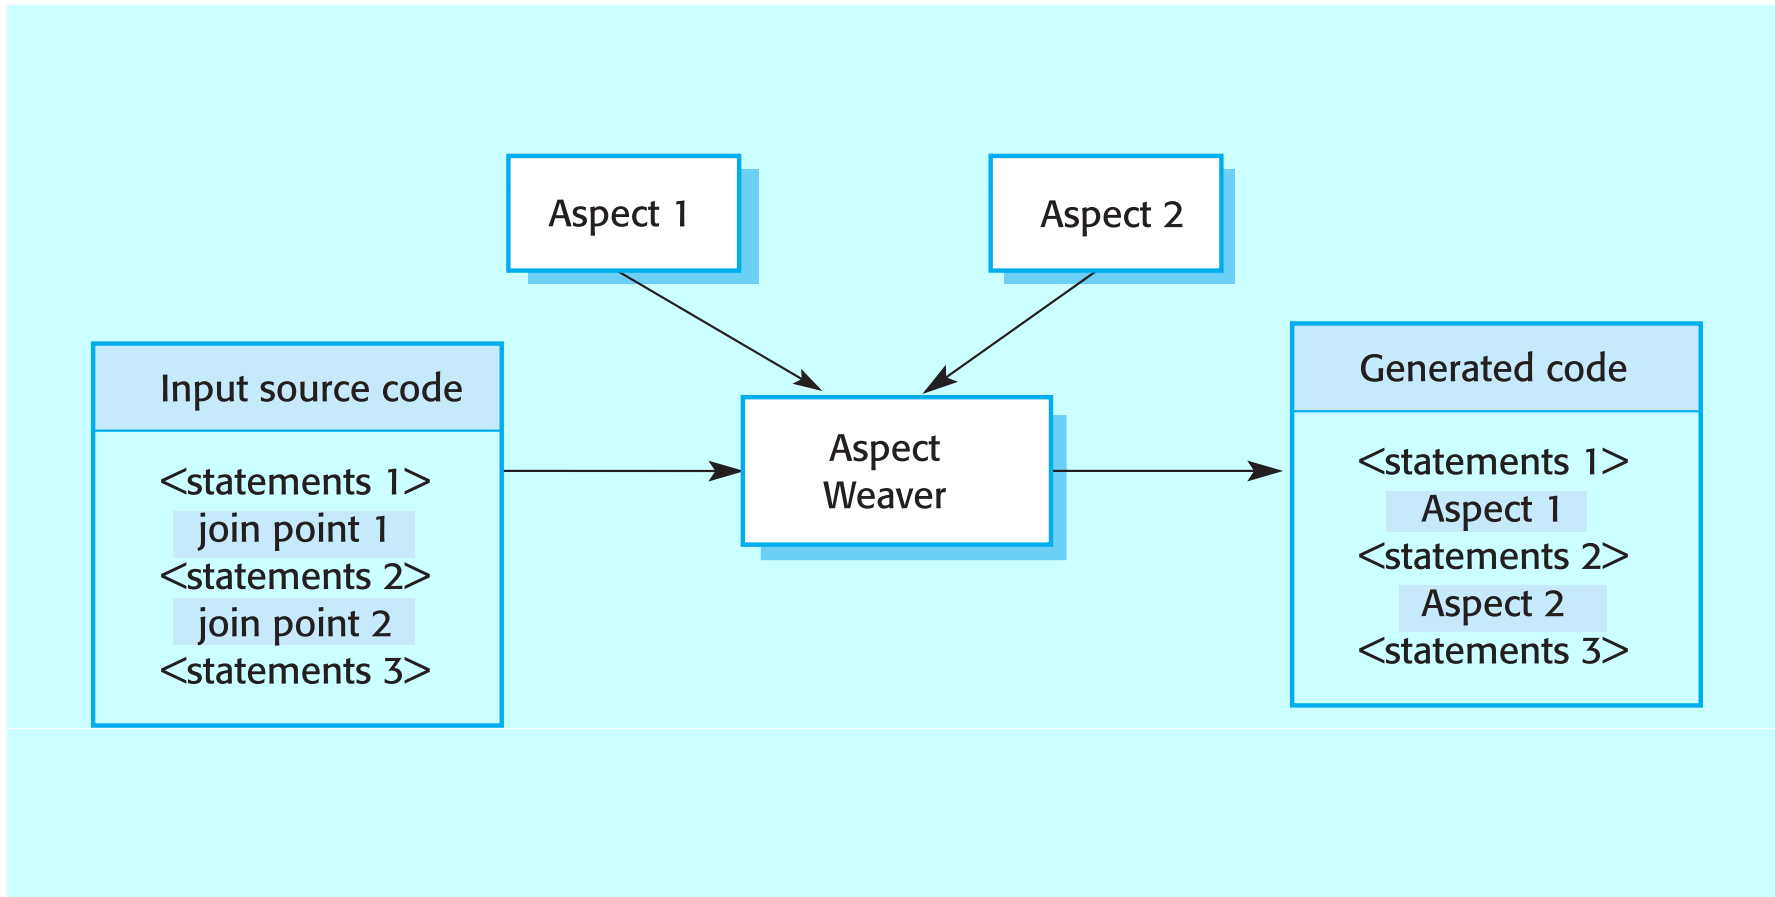 Aspect 1
Aspect 2
Input source code
<statements 1>
join point 1
<statements 2>
join point 2
<statements 3>
Aspect
Weaver
Generated code
<statements 1>
Aspect 1
<statements 2>
Aspect 2
<statements 3>